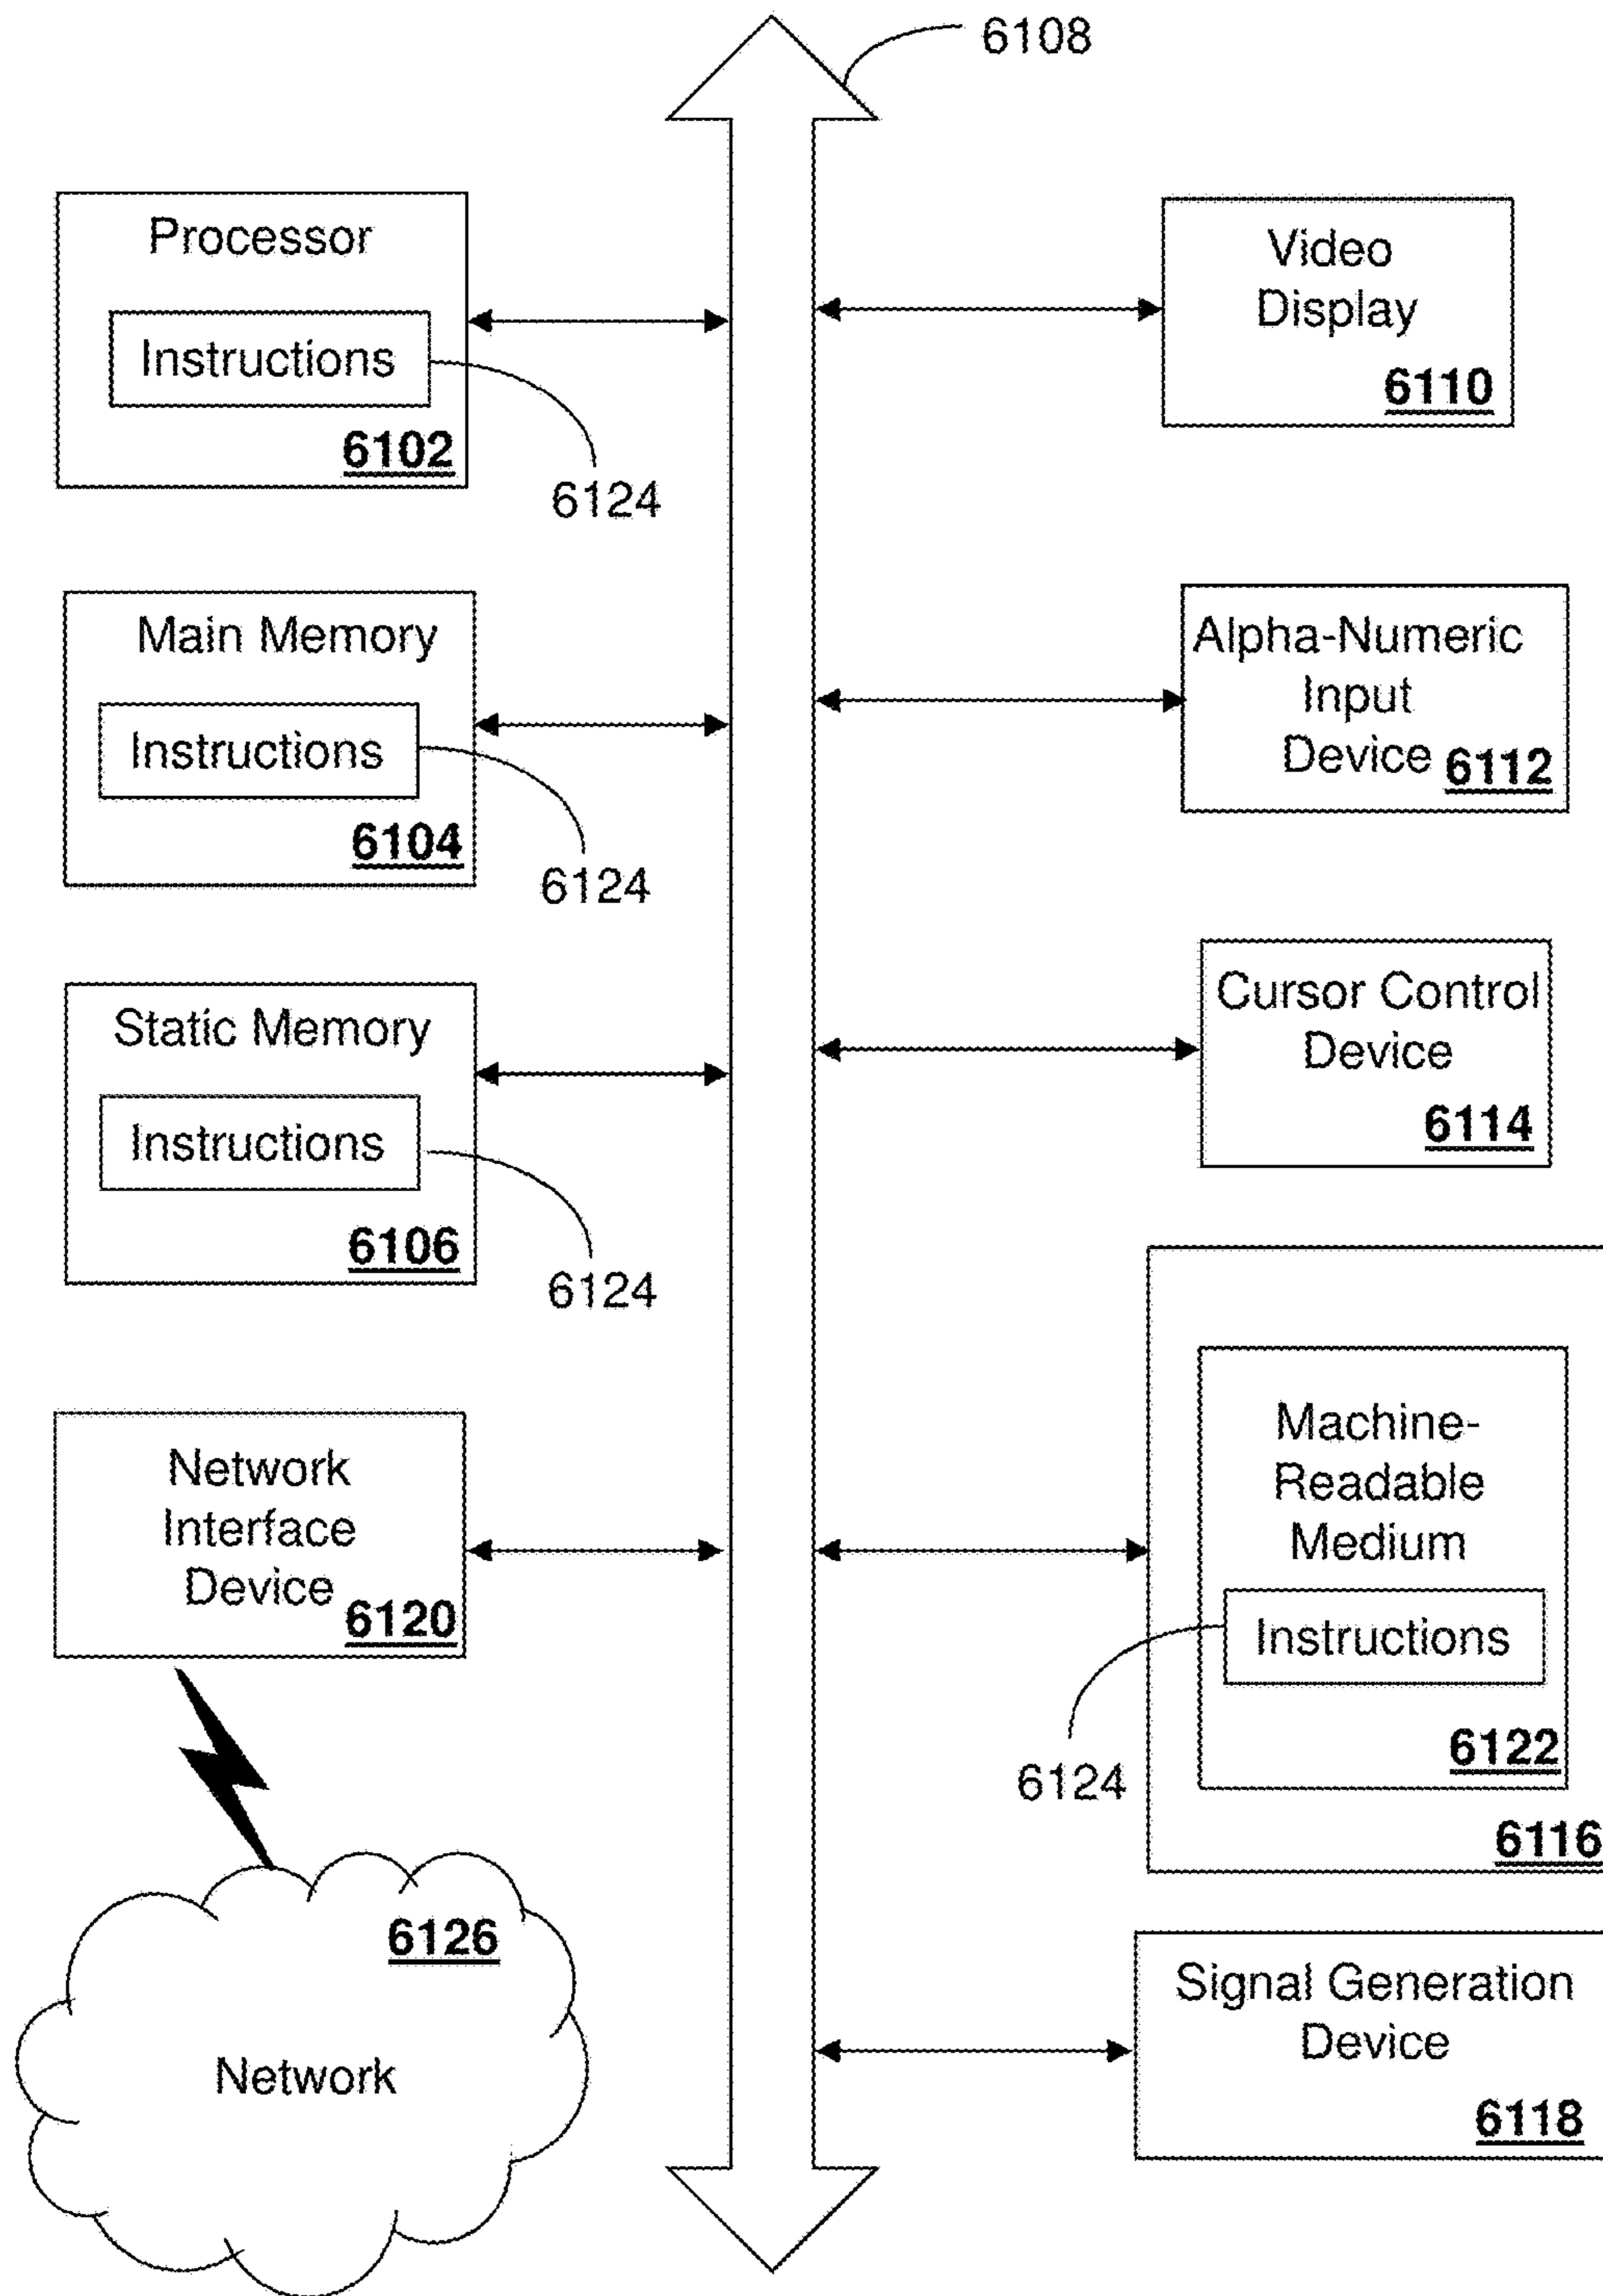 6108
Processor
Instructions
6102
6124
Main Memory
Instructions
6104
6124
Static Memory
Instructions
6106
6124
Network
Interface
Device
6120
6126
Network
Video
Display
6110
Alpha-Numeric
Input
Device 6112
Cursor Control
Device
6114
Machine-
Readable
Medium
Instructions
6122
6124
6116
Signal Generation
Device
6118